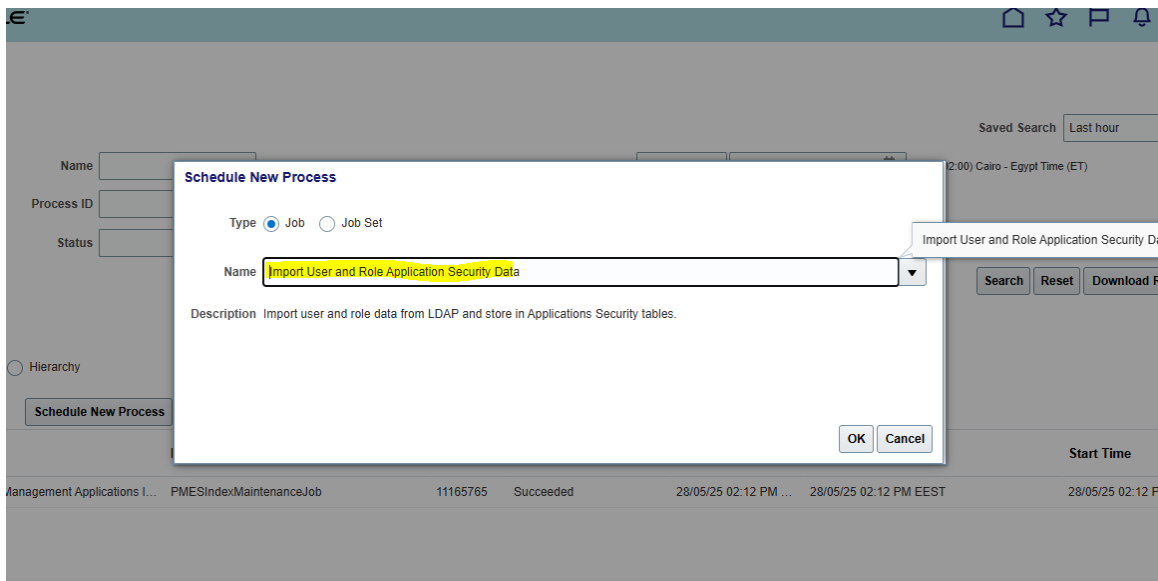 Saved Search Last hour
Name
2:00) Cairo - Egypt Time (ET)
Schedule New Process
Process ID
Type Job Job Set
Status
Import User and Role Application Security Da
Name Import User and Role Application Security Data
Search Reset Download R
Description Import user and role data from LDAP and store in Applications Security tables.
Hierarchy
Schedule New Process
OK Cancel
Start Time
Management Applications I... PMESIndexMaintenanceJob 11165765 Succeeded 28/05/25 02:12 PM ... 28/05/25 02:12 PM EEST 28/05/25 02:12 P